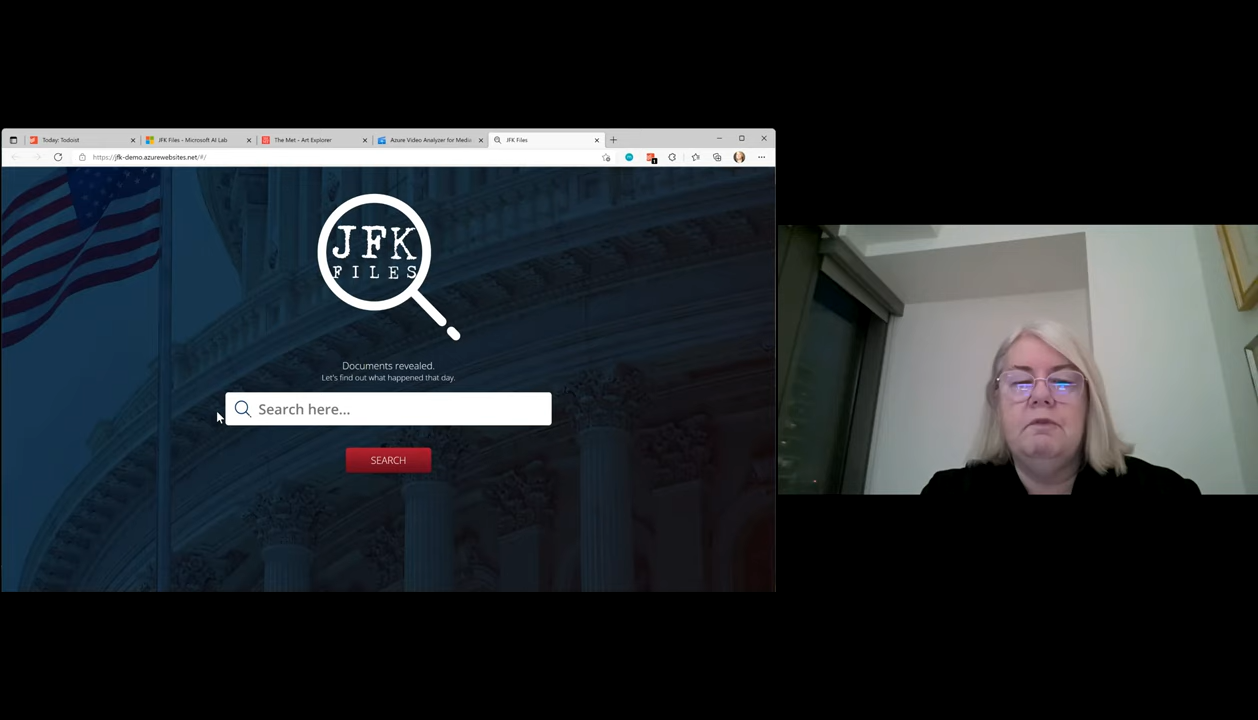 Today: Todoist
JFK Files - Microsoft AI Lab
The Met - Art Explorer
Azure Video Analyzer for Media
JFK Files
https://jfk-demo.azurewebsites.net/#/
JFK
FILES
Documents revealed.
Let's find out what happened that day.
Search here...
SEARCH